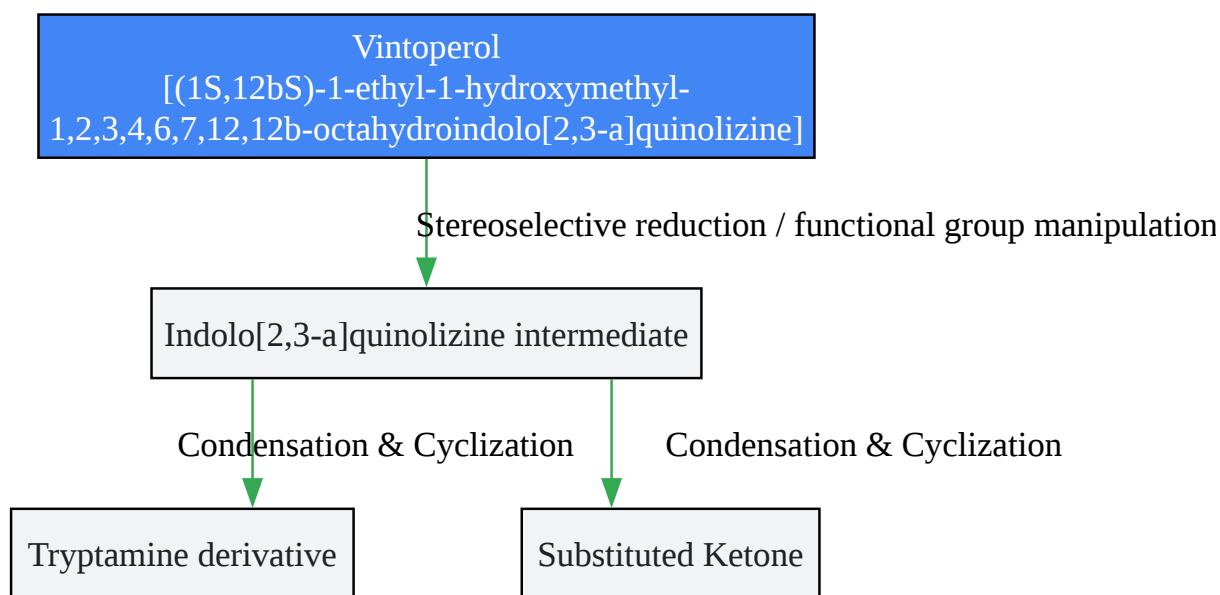 Vintoperol
[(1S,12bS)-1-ethyl-1-hydroxymethyl-
1,2,3,4,6,7,12,12b-octahydroindolo[2,3-a]quinolizine]
Stereoselective reduction / functional group manipulation
Indolo[2,3-a]quinolizine intermediate
Condensation & Cyclization
Condensation & Cyclization
Tryptamine derivative
Substituted Ketone